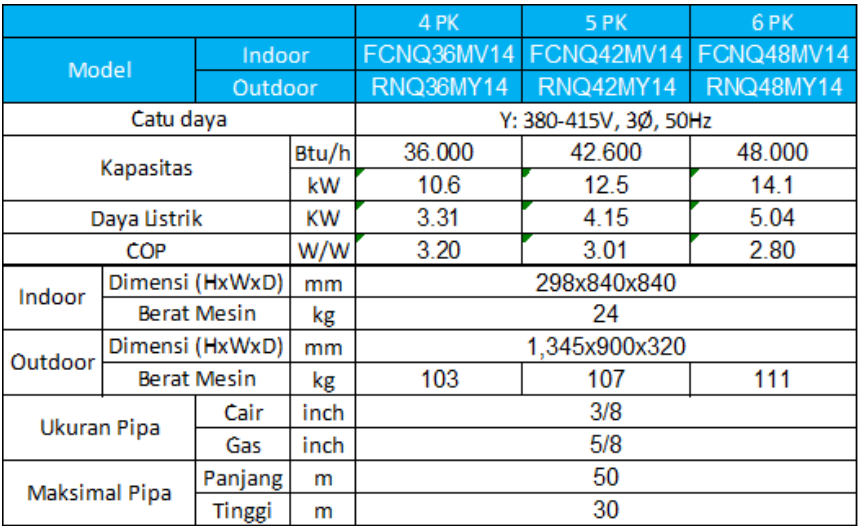 4 PK 5 PK 6 PK
Model Indoor FCNQ36MV14 FCNQ42MV14 FCNQ48MV14
Outdoor RNQ36MY14 RNQ42MY14 RNQ48MY14
Catu daya Y: 380-415V, 3Ø, 50Hz
Kapasitas Btu/h 36.000 42.600 48.000
kW 10.6 12.5 14.1
Daya Listrik KW 3.31 4.15 5.04
COP W/W 3.20 3.01 2.80
Indoor Dimensi (HxWxD) mm 298x840x840
Berat Mesin kg 24
Outdoor Dimensi (HxWxD) mm 1,345x900x320
Berat Mesin kg 103 107 111
Ukuran Pipa Cair inch 3/8
Gas inch 5/8
Maksimal Pipa Panjang m 50
Tinggi m 30